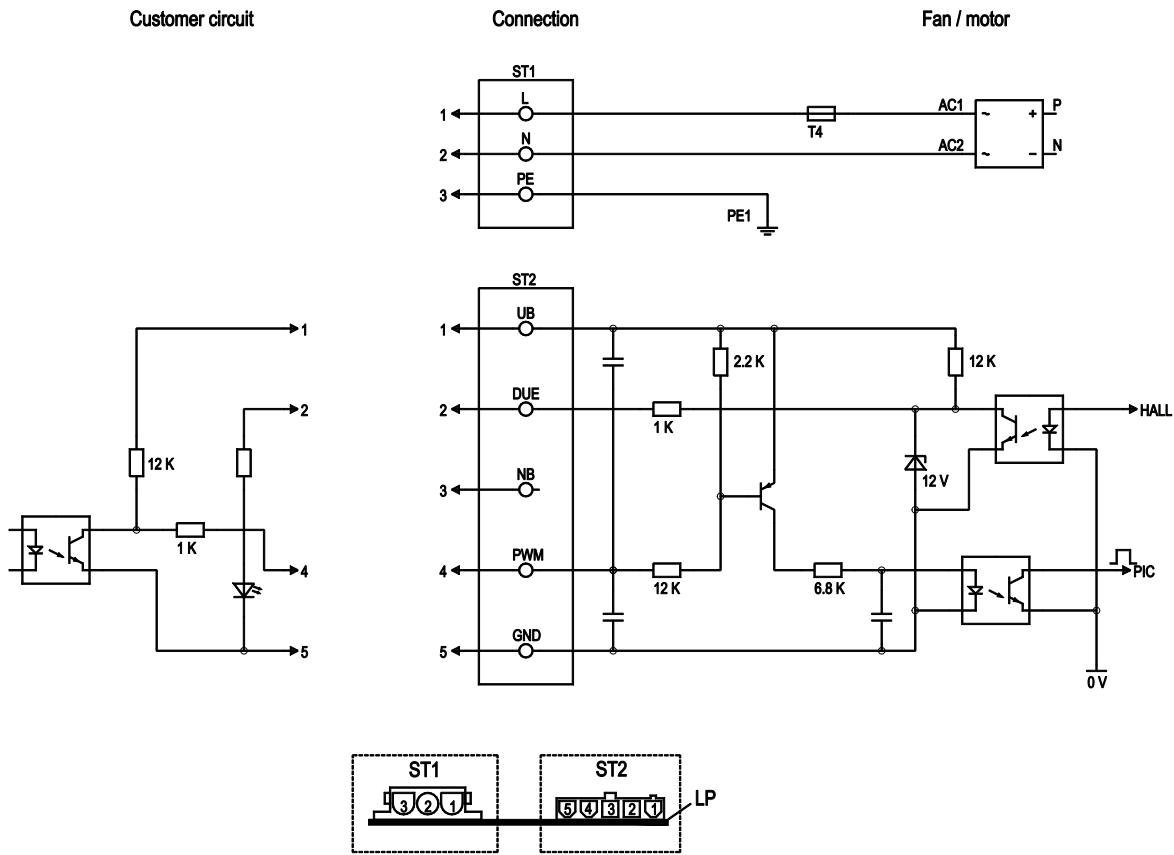 Customer circuit
Connection
Fan / motor
ST1
L
1
AC1
~
+
P
T4
N
2
AC2
~
−
N
PE
3
PE1
ST2
UB
1
1
2.2 K
12 K
DUE
2
2
1 K
HALL
12 K
NB
3
12 V
1 K
PWM
4
4
12 K
6.8 K
PIC
GND
5
5
0 V
ST1
ST2
LP
3 2 1
5 4 3 2 1